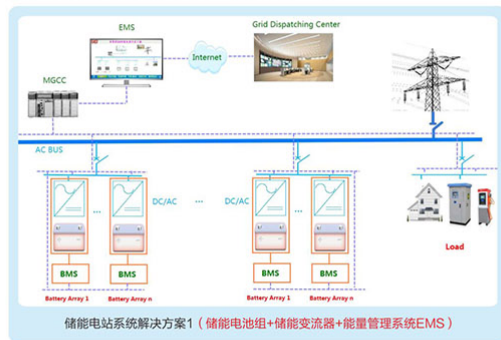 EMS
Grid Dispatching Center
Internet
MGCC
AC BUS
DC/AC
...
DC/AC
...
...
Load
BMS
BMS
BMS
BMS
Battery Array 1
Battery Array n
Battery Array 1
Battery Array n
储能电站系统解决方案1(储能电池组+储能变流器+能量管理系统EMS)